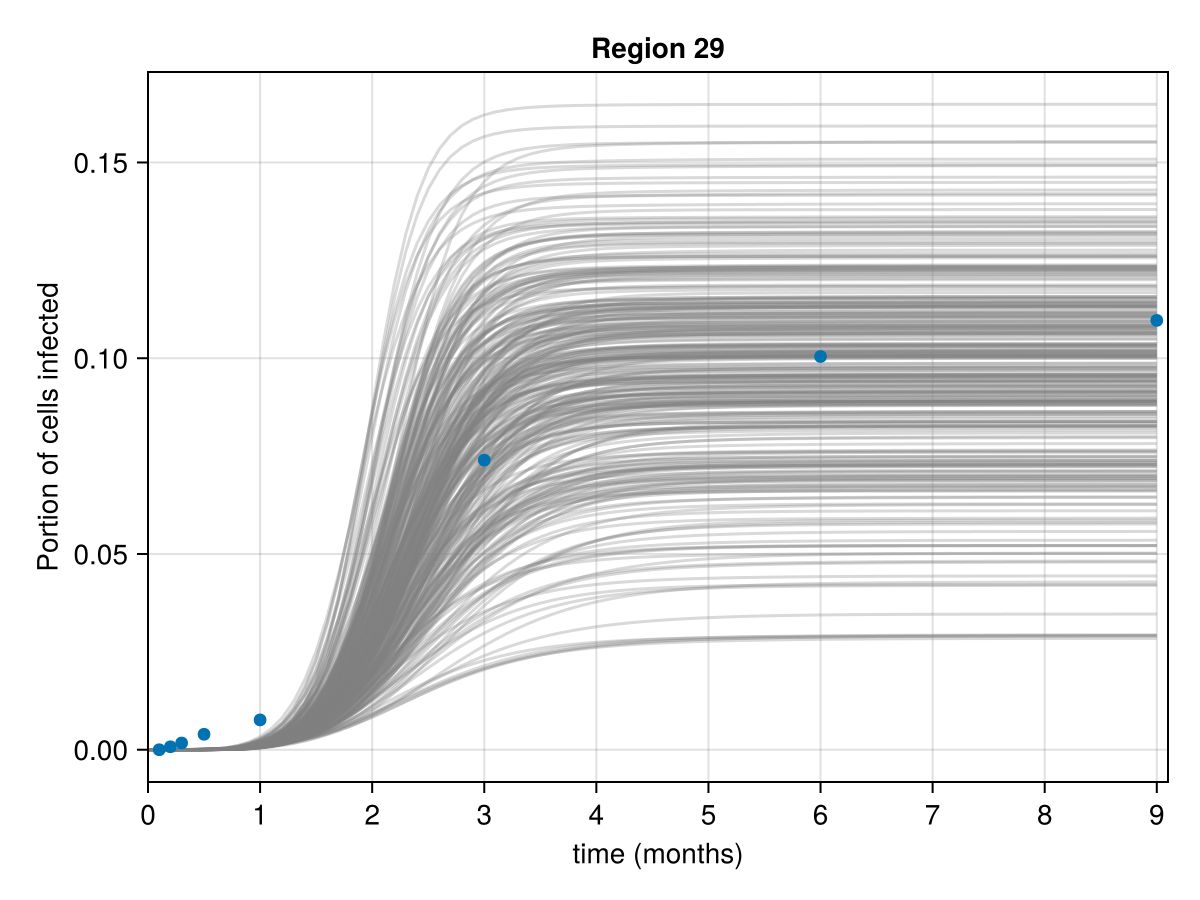 Region 29
Portion of cells infected
0.15
0.10
0.05
0.00
0 1 2 3 4 5 6 7 8 9
time (months)